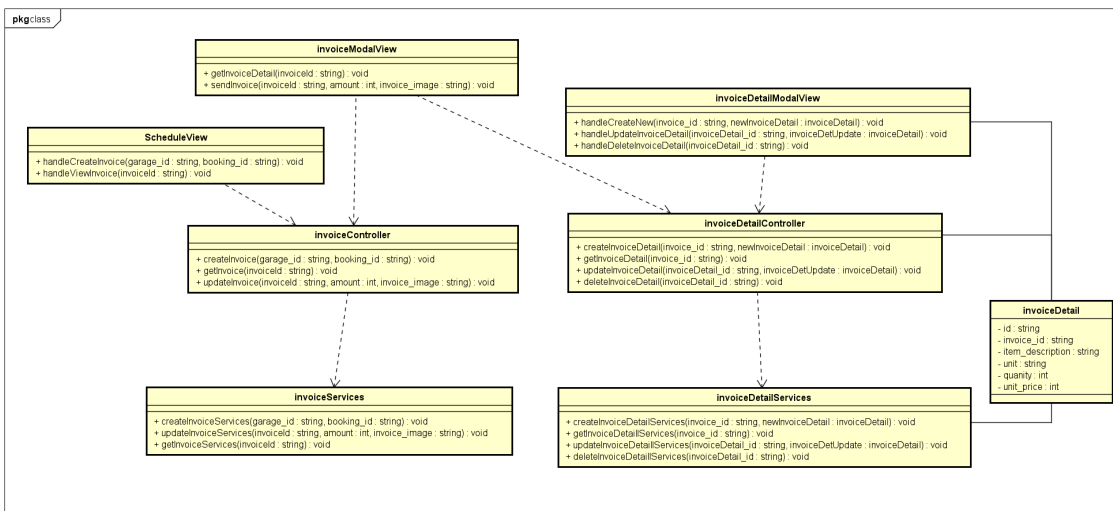 pkg class
invoiceModalView
+ getInvoiceDetail(invoiceId : string) : void
+ sendInvoice(invoiceId : string, amount : int, invoice_image : string) : void
invoiceDetailModalView
+ handleCreateNew(invoice_id : string, newInvoiceDetail : invoiceDetail) : void
+ handleUpdateInvoiceDetail(invoiceDetail_id : string, invoiceDetUpdate : invoiceDetail) : void
+ handleDeleteInvoiceDetail(invoiceDetail_id : string) : void
ScheduleView
+ handleCreateInvoice(garage_id : string, booking_id : string) : void
+ handleViewInvoice(invoiceId : string) : void
invoiceController
+ createInvoice(garage_id : string, booking_id : string) : void
+ getInvoice(invoiceId : string) : void
+ updateInvoice(invoiceId : string, amount : int, invoice_image : string) : void
invoiceDetailController
+ createInvoiceDetail(invoice_id : string, newInvoiceDetail : invoiceDetail) : void
+ getInvoiceDetail(invoice_id : string) : void
+ updateInvoiceDetail(invoiceDetail_id : string, invoiceDetUpdate : invoiceDetail) : void
+ deleteInvoiceDetail(invoiceDetail_id : string) : void
invoiceDetail
- id : string
- invoice_id : string
- item_description : string
- unit : string
- quanity : int
- unit_price : int
invoiceServices
+ createInvoiceServices(garage_id : string, booking_id : string) : void
+ updateInvoiceServices(invoiceId : string, amount : int, invoice_image : string) : void
+ getInvoiceServices(invoiceId : string) : void
invoiceDetailServices
+ createInvoiceDetailServices(invoice_id : string, newInvoiceDetail : invoiceDetail) : void
+ getInvoiceDetaillServices(invoice_id : string) : void
+ updateInvoiceDetailServices(invoiceDetail_id : string, invoiceDetUpdate : invoiceDetail) : void
+ deleteInvoiceDetaillServices(invoiceDetail_id : string) : void